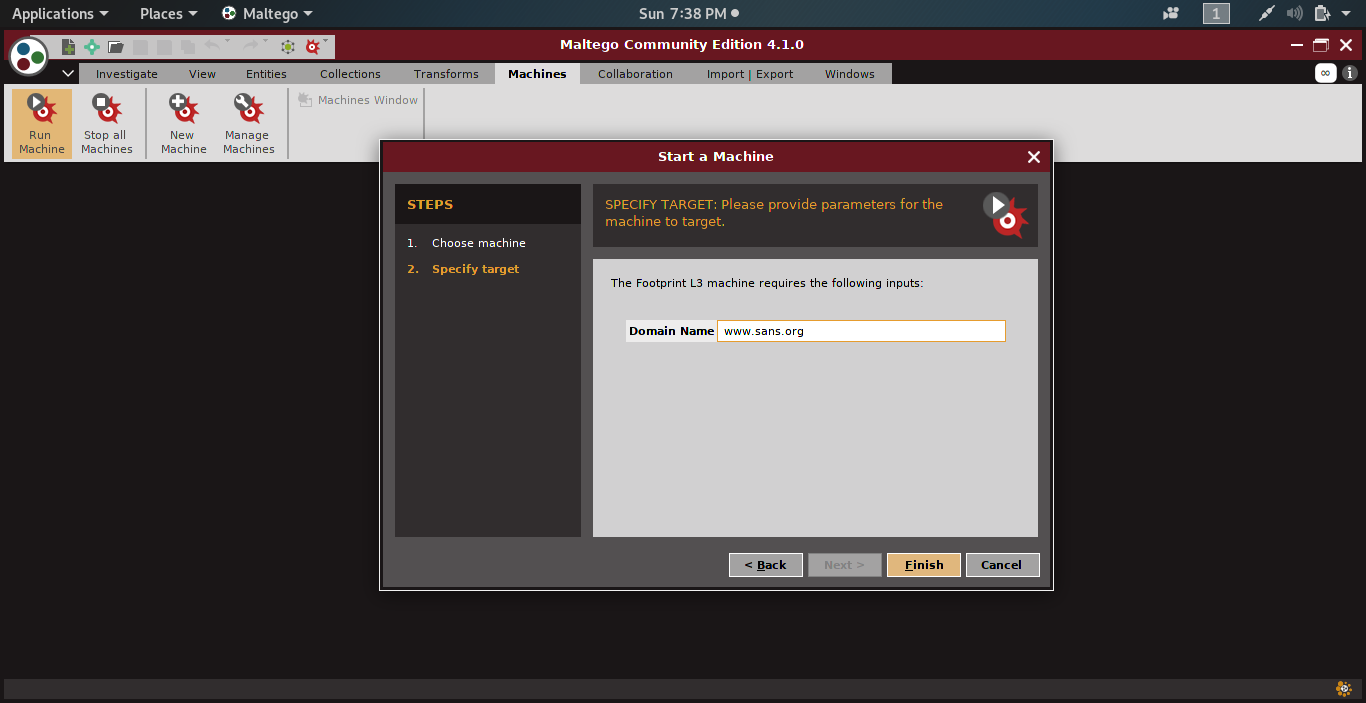 Applications Places Maltego Sun 7:38 PM 1
Maltego Community Edition 4.1.0
Investigate View Entities Collections Transforms Machines Collaboration Import | Export Windows
Run Machine
Stop all Machines
New Machine
Manage Machines
Machines Window
Start a Machine
STEPS
1. Choose machine
2. Specify target
SPECIFY TARGET: Please provide parameters for the
machine to target.
The Footprint L3 machine requires the following inputs:
Domain Name www.sans.org
< Back Next > Finish Cancel